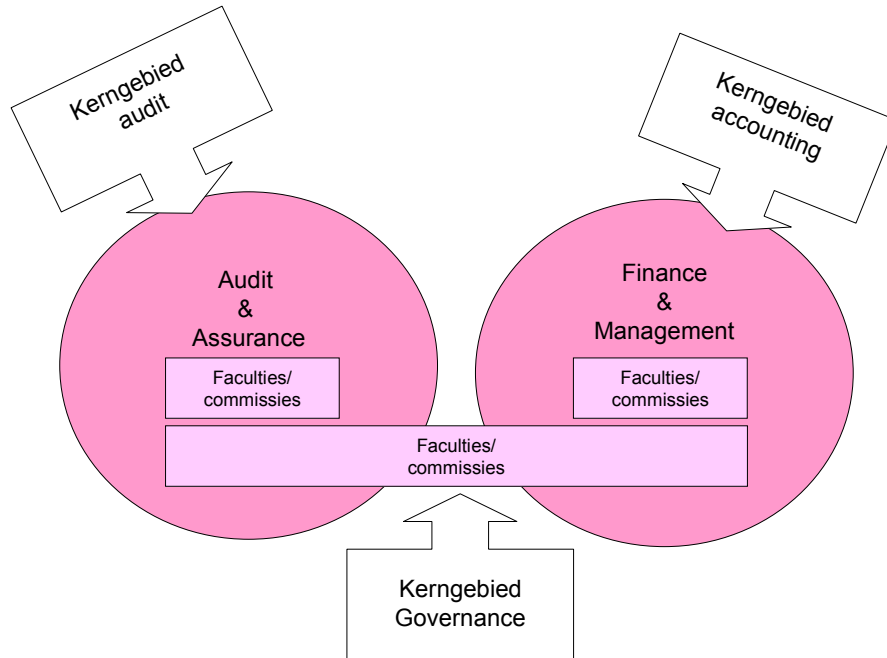 Kerngebied
audit
Kerngebied
accounting
Audit
&
Assurance
Finance
&
Management
Faculties/
commissies
Faculties/
commissies
Faculties/
commissies
Kerngebied
Governance